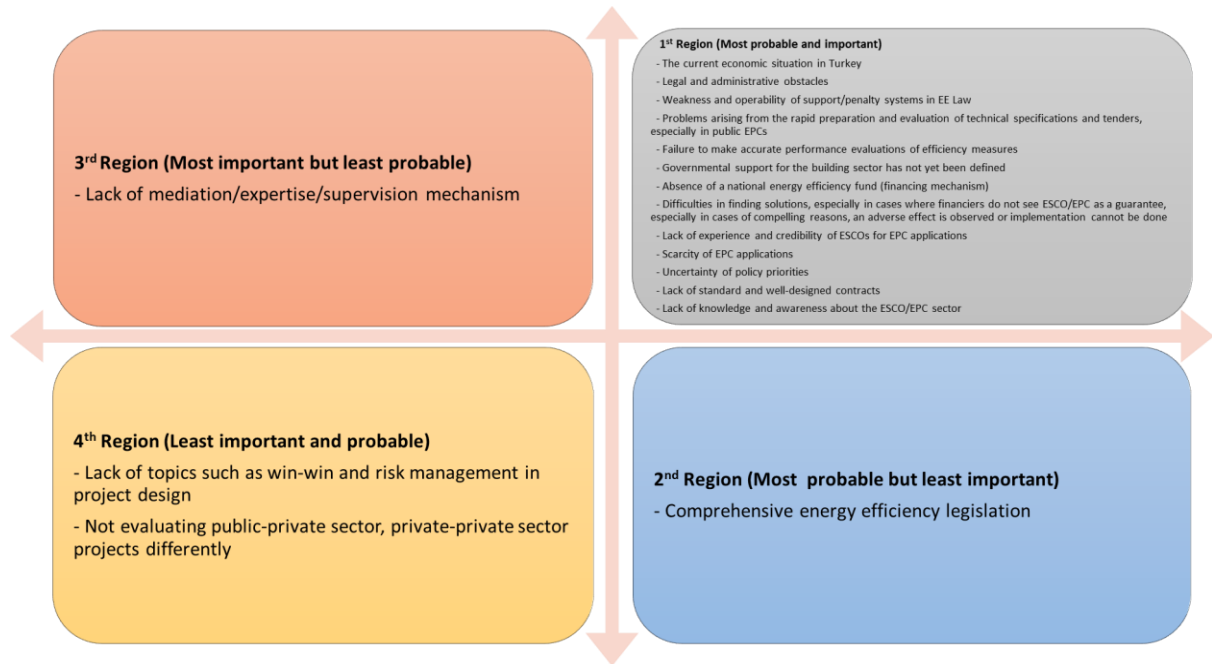 1st Region (Most probable and important)
- The current economic situation in Turkey
- Legal and administrative obstacles
- Weakness and operability of support/penalty systems in EE Law
- Problems arising from the rapid preparation and evaluation of technical specifications and tenders,
especially in public EPCs
- Failure to make accurate performance evaluations of efficiency measures
- Governmental support for the building sector has not yet been defined
- Absence of a national energy efficiency fund (financing mechanism)
- Difficulties in finding solutions, especially in cases where financiers do not see ESCO/EPC as a guarantee,
especially in cases of compelling reasons, an adverse effect is observed or implementation cannot be done
- Lack of experience and credibility of ESCOs for EPC applications
- Scarcity of EPC applications
- Uncertainty of policy priorities
- Lack of standard and well-designed contracts
- Lack of knowledge and awareness about the ESCO/EPC sector
3rd Region (Most important but least probable)
- Lack of mediation/expertise/supervision mechanism
4th Region (Least important and probable)
- Lack of topics such as win-win and risk management in
project design
- Not evaluating public-private sector, private-private sector
projects differently
2nd Region (Most probable but least important)
- Comprehensive energy efficiency legislation